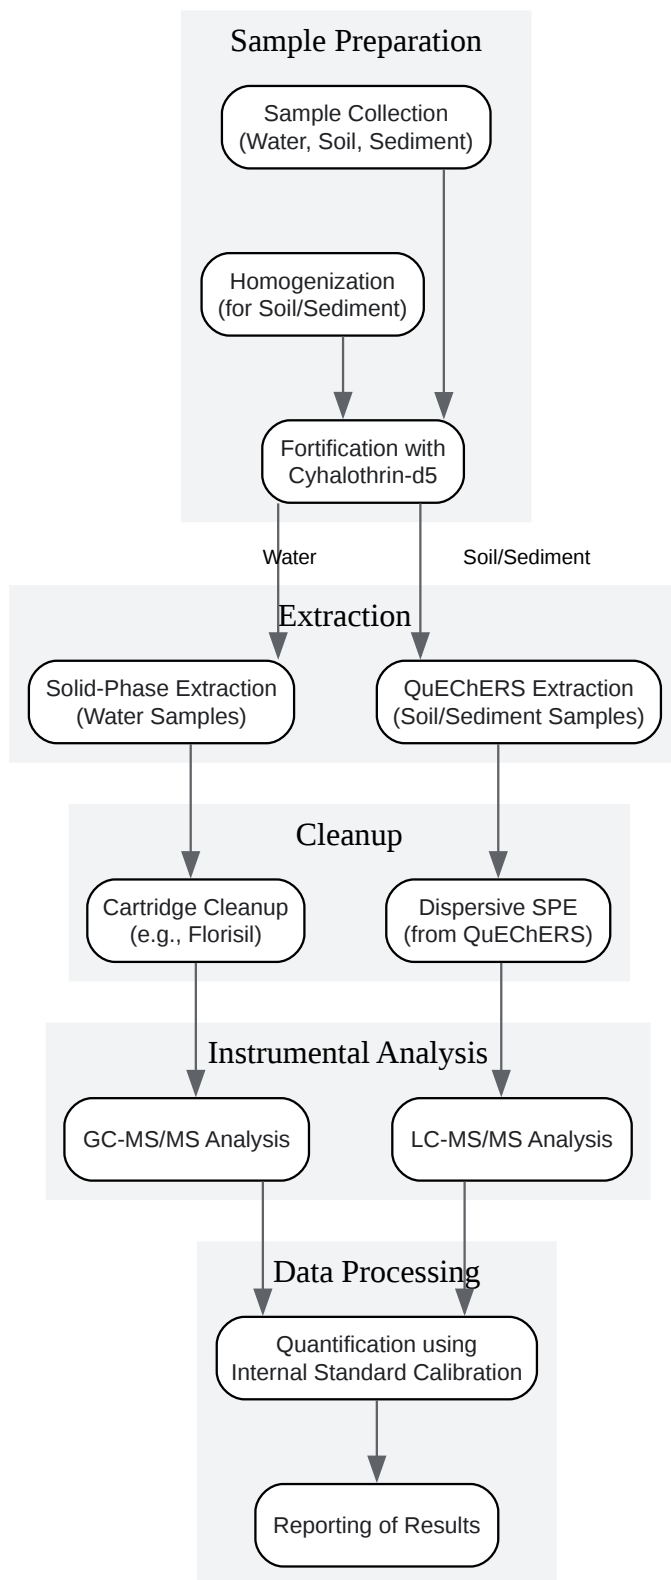 Sample Preparation
Sample Collection
(Water, Soil, Sediment)
Homogenization
(for Soil/Sediment)
Fortification with
Cyhalothrin-d5
Water
Soil/Sediment
Extraction
Solid-Phase Extraction
(Water Samples)
QuEChERS Extraction
(Soil/Sediment Samples)
Cleanup
Cartridge Cleanup
(e.g., Florisil)
Dispersive SPE
(from QuEChERS)
Instrumental Analysis
GC-MS/MS Analysis
LC-MS/MS Analysis
Data Processing
Quantification using
Internal Standard Calibration
Reporting of Results